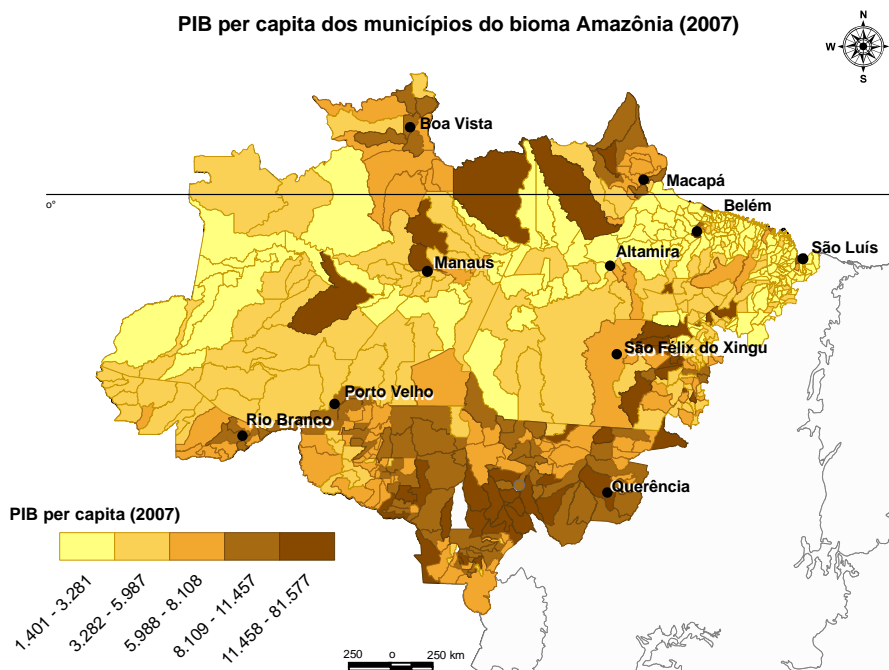 PIB per capita dos municípios do bioma Amazônia (2007)
N
W
E
S
Boa Vista
Macapá
o°
Belém
São Luís
Altamira
Manaus
São Félix do Xingu
Porto Velho
Rio Branco
Querência
PIB per capita (2007)
1.401 - 3.281
3.282 - 5.987
5.988 - 8.108
8.109 - 11.457
11.458 - 81.577
250 0 250 km